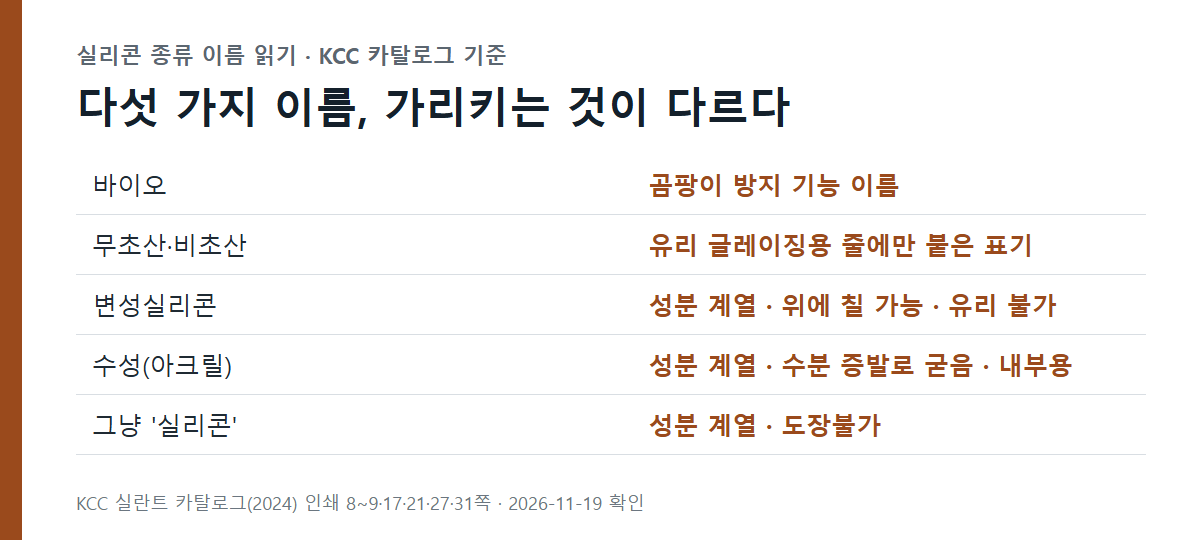 실리콘 종류 이름 읽기 · KCC 카탈로그 기준
다섯 가지 이름, 가리키는 것이 다르다
바이오 곰팡이 방지 기능 이름
무초산·비초산 유리 글레이징용 줄에만 붙은 표기
변성실리콘 성분 계열 · 위에 칠 가능 · 유리 불가
수성(아크릴) 성분 계열 · 수분 증발로 굳음 · 내부용
그냥 '실리콘' 성분 계열 · 도장불가
KCC 실란트 카탈로그(2024) 인쇄 8~9·17·21·27·31쪽 · 2026-11-19 확인